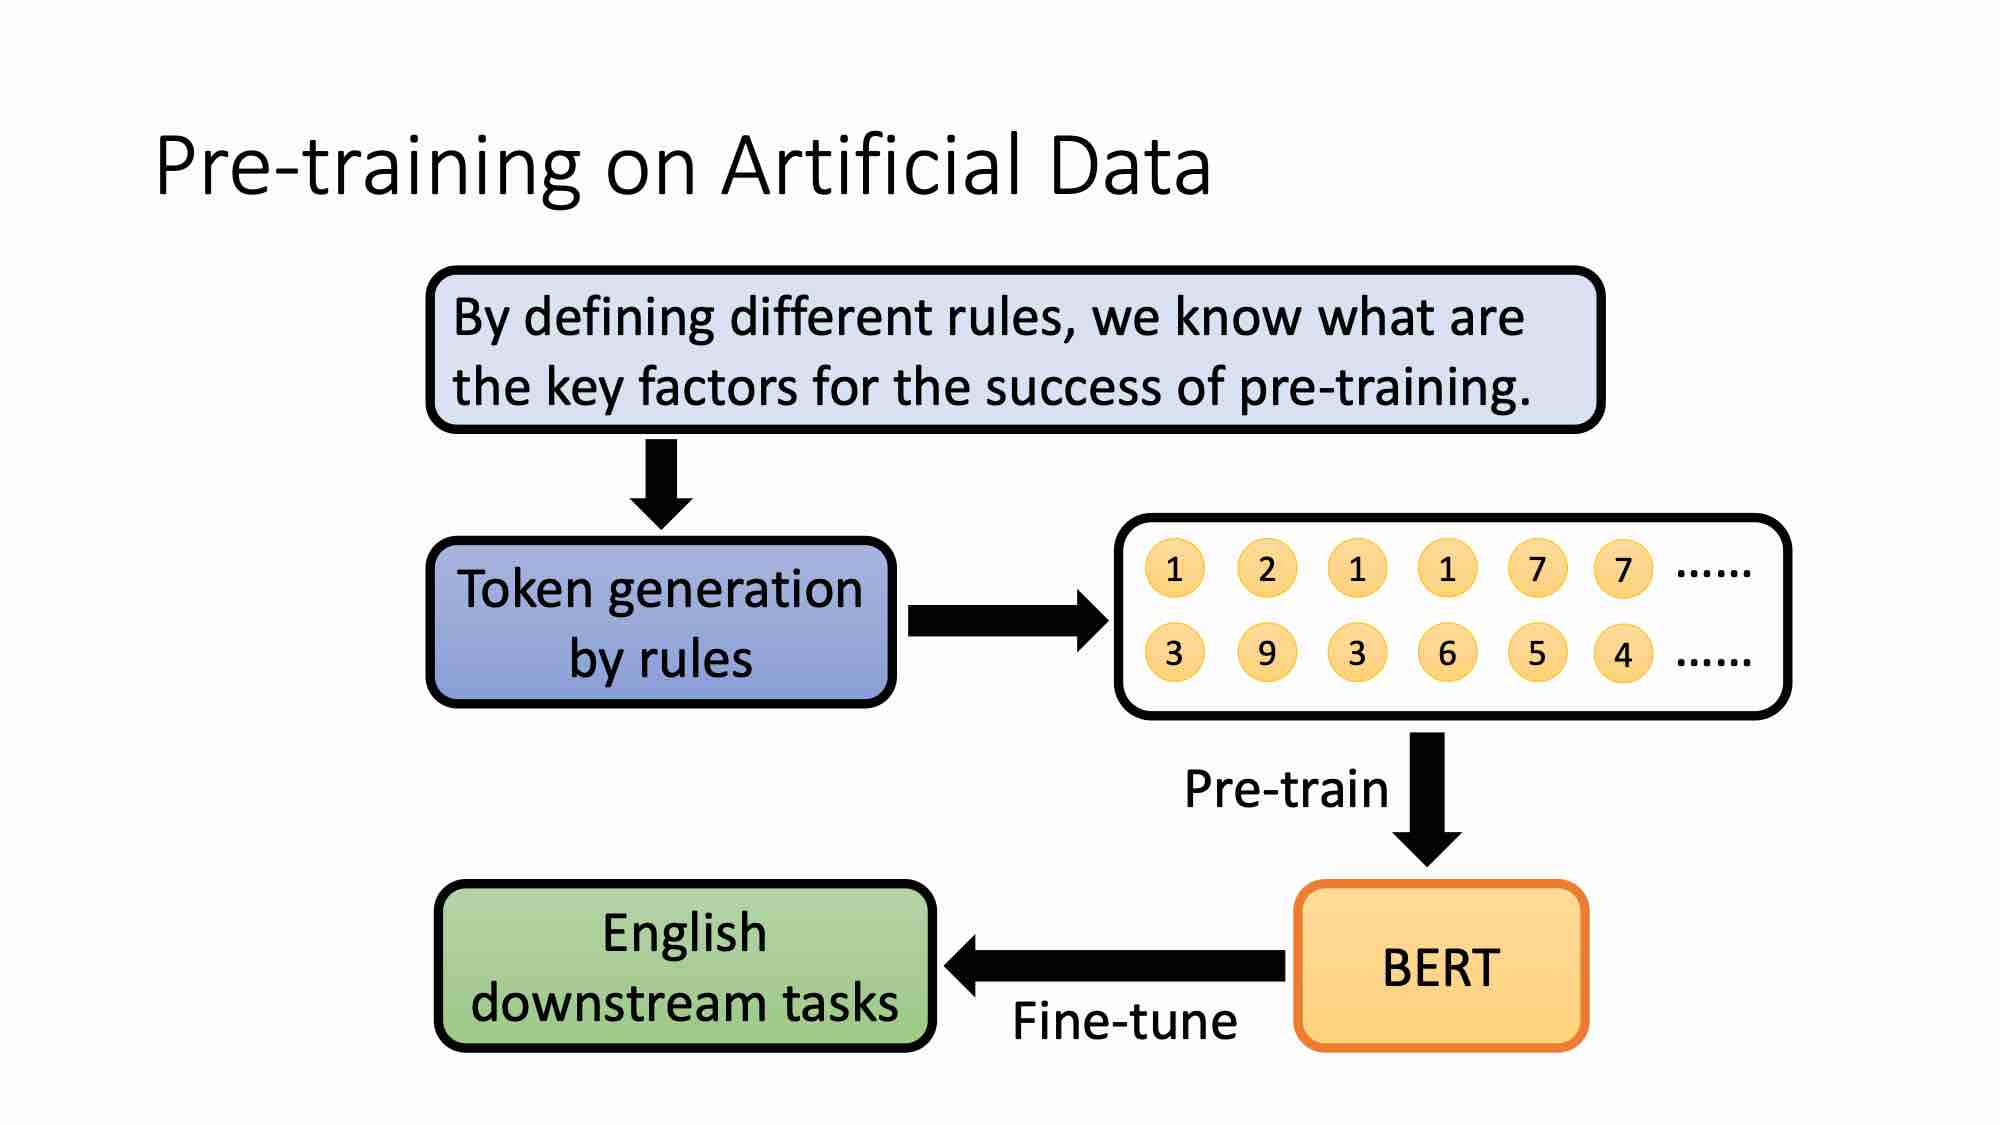 Pre-training on Artificial Data
By defining different rules, we know what are
the key factors for the success of pre-training.
Token generation
by rules
1 2 1 1 7 7 ......
3 9 3 6 5 4 ......
Pre-train
English
downstream tasks
Fine-tune
BERT